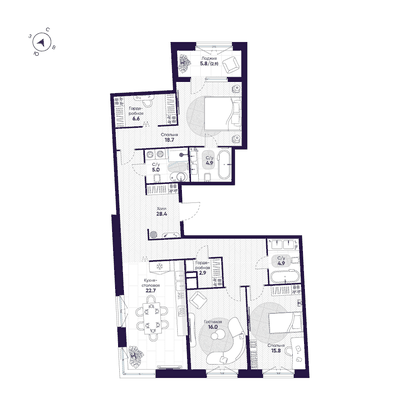 С
З
В
Ю
Лоджия
5.8 / (2.9)
Гарде-
робная
6.6
Спальня
18.7
С/у
5.0
С/у
4.9
Холл
28.4
Гарде-
робная
2.9
С/у
4.9
Кухня-
столовая
22.7
Гостиная
16.0
Спальня
15.8